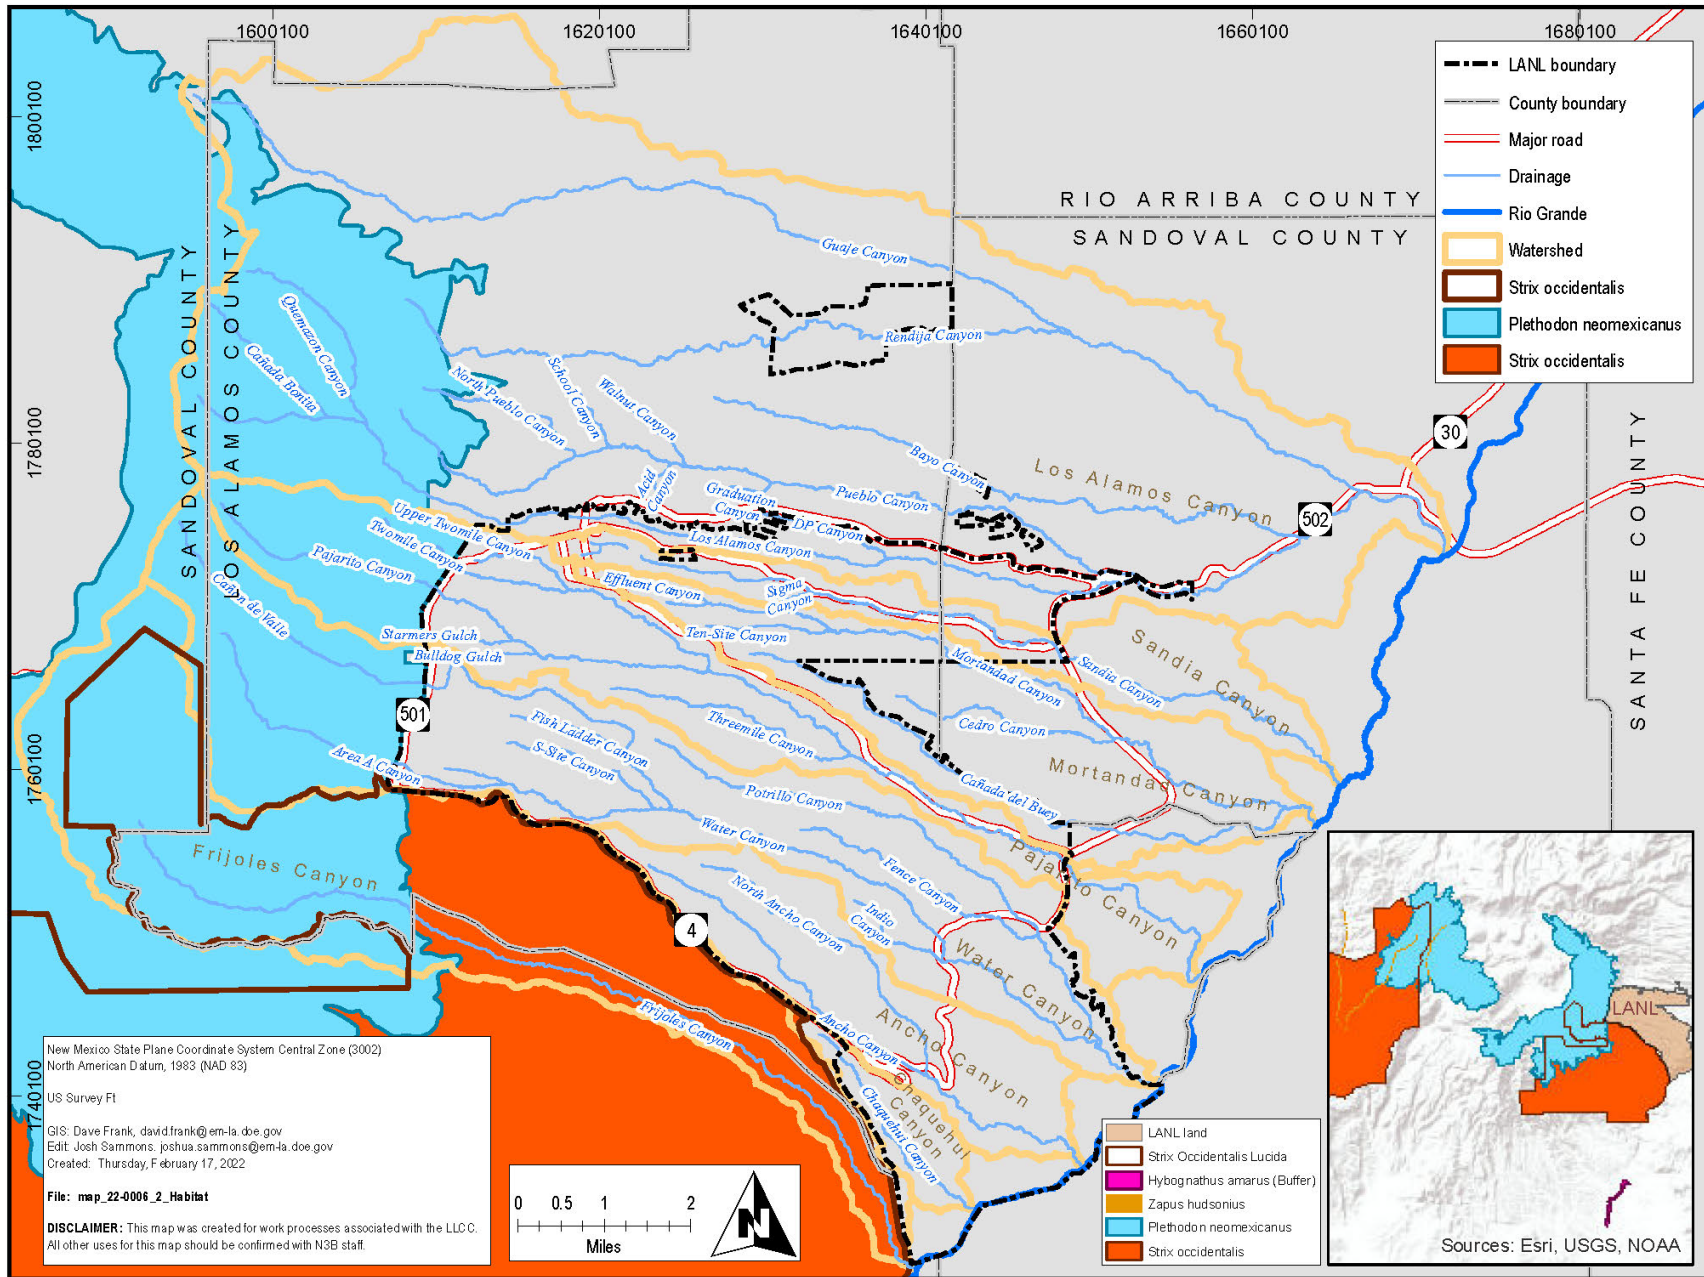 1600100
1620100
1640100
1660100
1680100
1800100
1780100
1760100
1740100
LANL boundary
County boundary
Major road
Drainage
Rio Grande
Watershed
Strix occidentalis
Plethodon neomexicanus
Strix occidentalis
RIO ARRIBA COUNTY
SANDOVAL COUNTY
SANDOVAL COUNTY
LOS ALAMOS COUNTY
SANTA FE COUNTY
Guaje Canyon
Rendija Canyon
Quemazon Canyon
Cañada Bonita
North Pueblo Canyon
School Canyon
Walnut Canyon
Acid
Canyon
Graduation
Canyon
Pueblo Canyon
Bayo Canyon
Los Alamos Canyon
30
502
DP Canyon
Los Alamos Canyon
Upper Twomile Canyon
Twomile Canyon
Pajarito Canyon
Cañon de Valle
Effluent Canyon
Sigma
Canyon
Starmers Gulch
Bulldog Gulch
Ten-Site Canyon
Mortandad Canyon
Sandia Canyon
Sandia Canyon
501
Fish Ladder Canyon
S-Site Canyon
Threemile Canyon
Cedro Canyon
Area A Canyon
Potrillo Canyon
Cañada del Buey
Mortandad Canyon
Water Canyon
Pajarito Canyon
Frijoles Canyon
Fence Canyon
North Ancho Canyon
Indio
Canyon
4
Water Canyon
Frijoles Canyon
Ancho Canyon
Ancho Canyon
Chaquehui Canyon
Chaquehui
Canyon
New Mexico State Plane Coordinate System Central Zone (3002)
North American Datum, 1983 (NAD 83)
US Survey Ft
GIS: Dave Frank, david.frank@em-la.doe.gov
Edit: Josh Sammons. joshua.sammons@em-la.doe.gov
Created: Thursday, February 17, 2022
File: map_22-0006_2_Habitat
DISCLAIMER: This map was created for work processes associated with the LLCC.
All other uses for this map should be confirmed with N3B staff.
0 0.5 1 2
Miles
N
LANL land
Strix Occidentalis Lucida
Hybognathus amarus (Buffer)
Zapus hudsonius
Plethodon neomexicanus
Strix occidentalis
LANL
Sources: Esri, USGS, NOAA